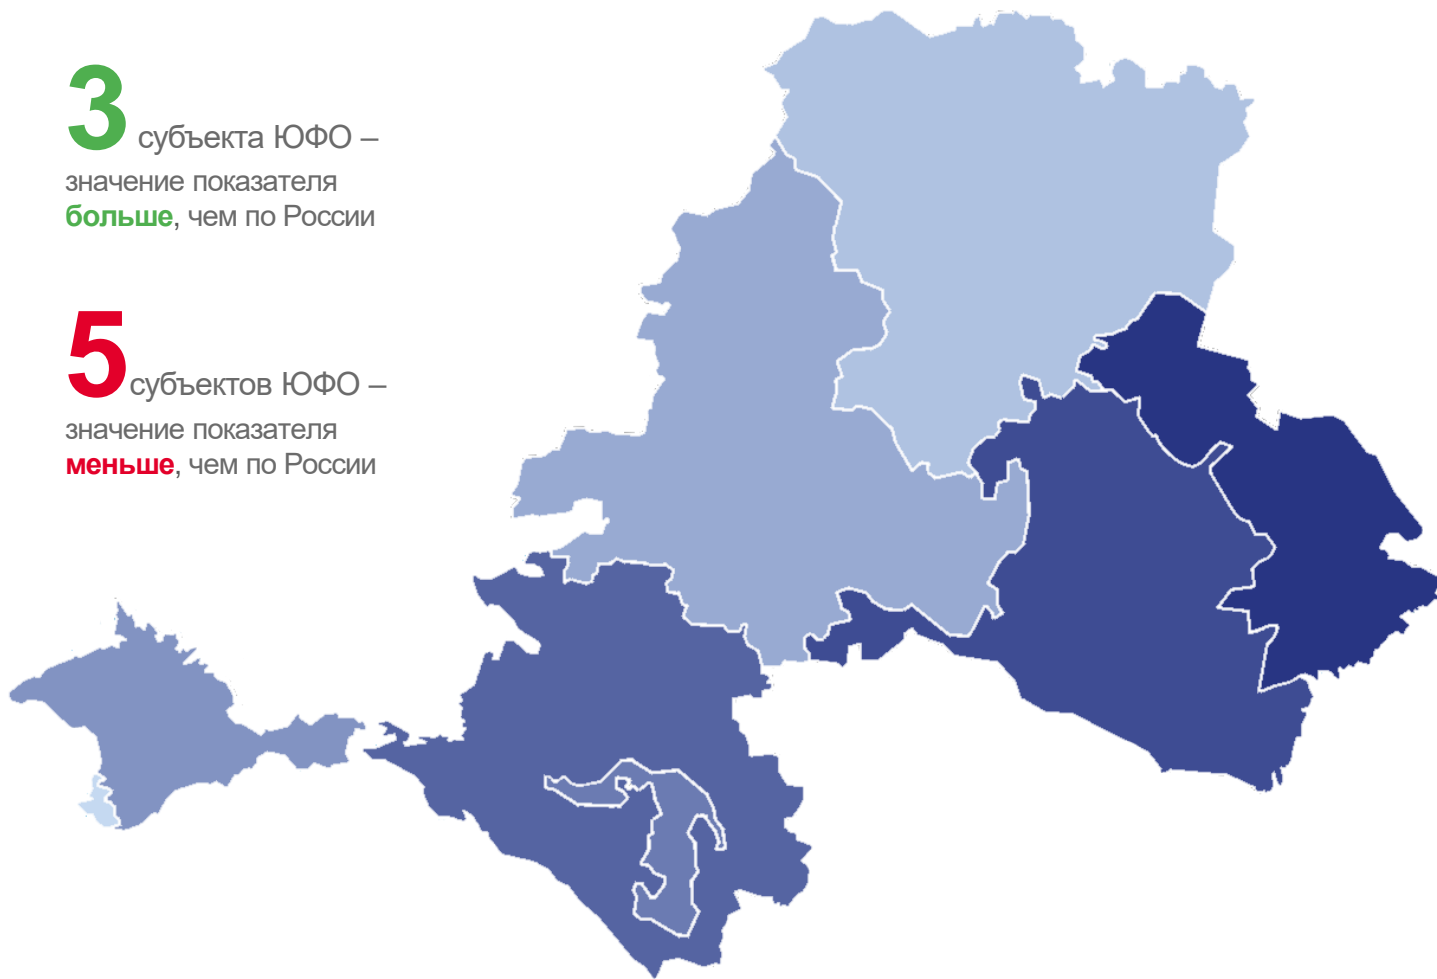 3 субъекта ЮФО –
значение показателя
больше, чем по России
5 субъектов ЮФО –
значение показателя
меньше, чем по России